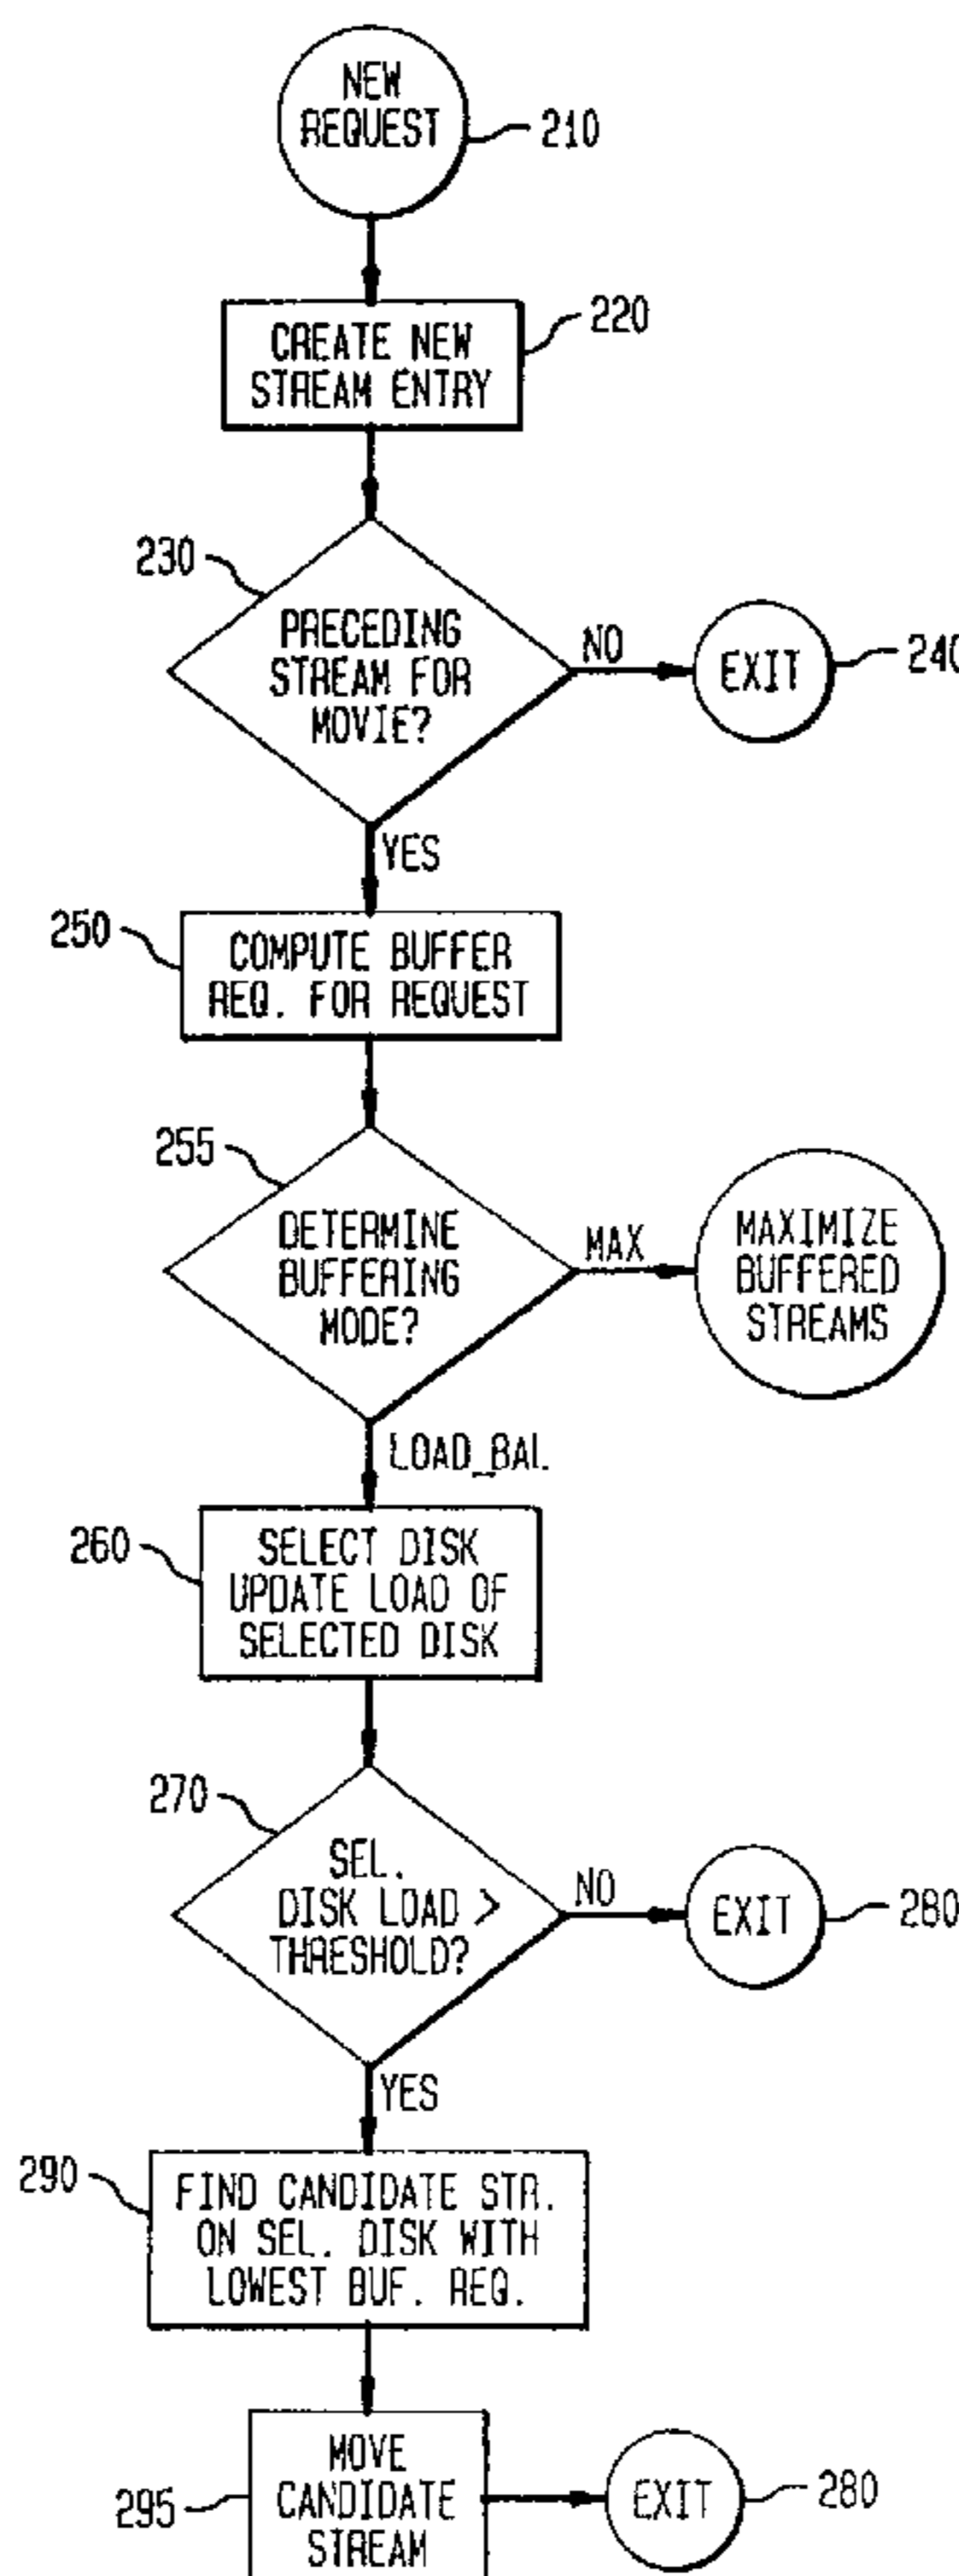 NEW
REQUEST
210
CREATE NEW
STREAM ENTRY
220
230
PRECEDING
STREAM FOR
MOVIE?
NO
EXIT
240
YES
250
COMPUTE BUFFER
REQ. FOR REQUEST
255
DETERMINE
BUFFERING
MODE?
MAX
MAXIMIZE
BUFFERED
STREAMS
LOAD_BAL.
260
SELECT DISK
UPDATE LOAD OF
SELECTED DISK
270
SEL.
DISK LOAD >
THRESHOLD?
NO
EXIT
280
YES
290
FIND CANDIDATE STR.
ON SEL. DISK WITH
LOWEST BUF. REQ.
295
MOVE
CANDIDATE
STREAM
EXIT
280